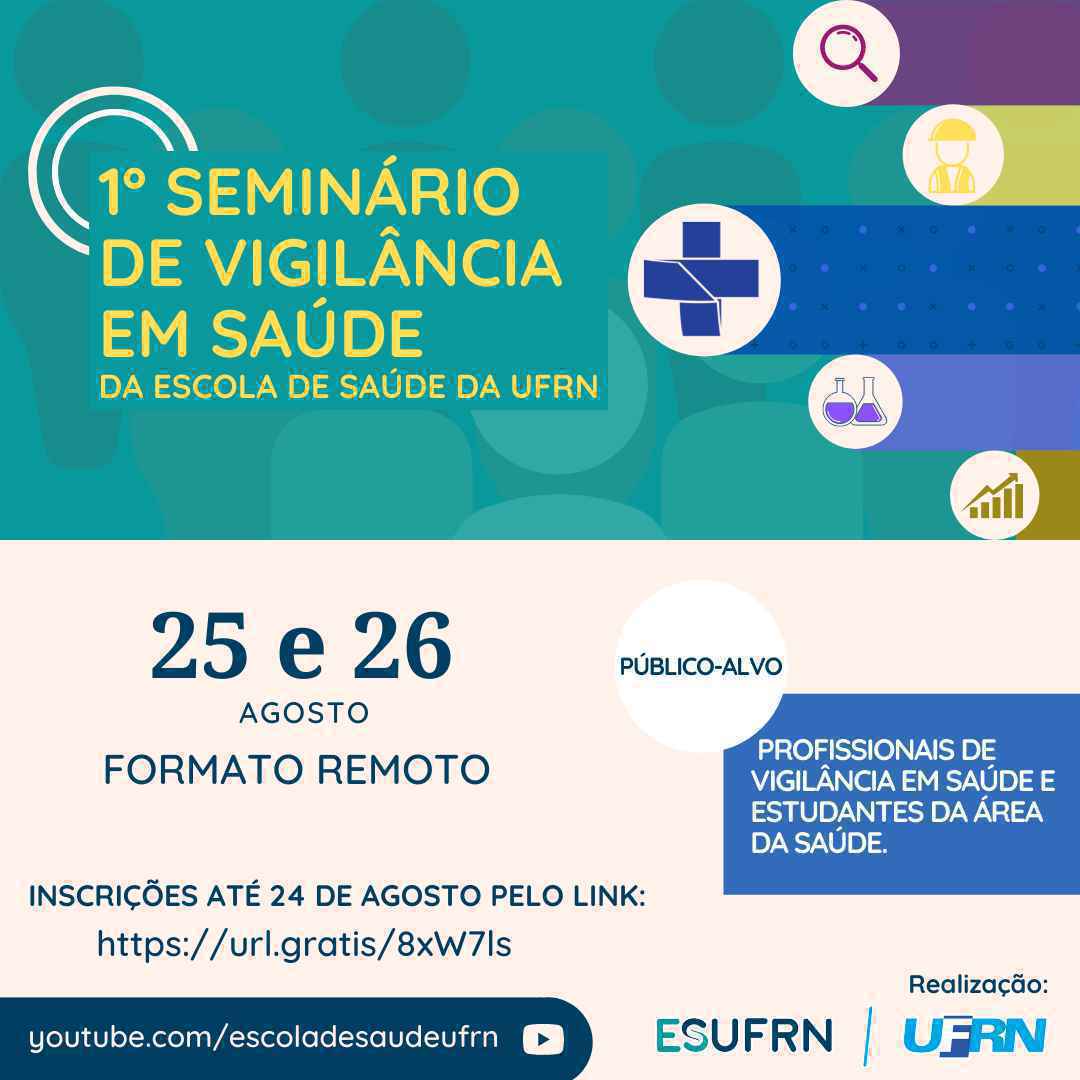 1º SEMINÁRIO
DE VIGILÂNCIA
EM SAÚDE
DA ESCOLA DE SAÚDE DA UFRN
25 e 26
AGOSTO
FORMATO REMOTO
PÚBLICO-ALVO
PROFISSIONAIS DE
VIGILÂNCIA EM SAÚDE E
ESTUDANTES DA ÁREA
DA SAÚDE.
INSCRIÇÕES ATÉ 24 DE AGOSTO PELO LINK:
https://url.gratis/8xW7ls
youtube.com/escoladesaudeufrn
Realização:
ESUFRN
UFRN